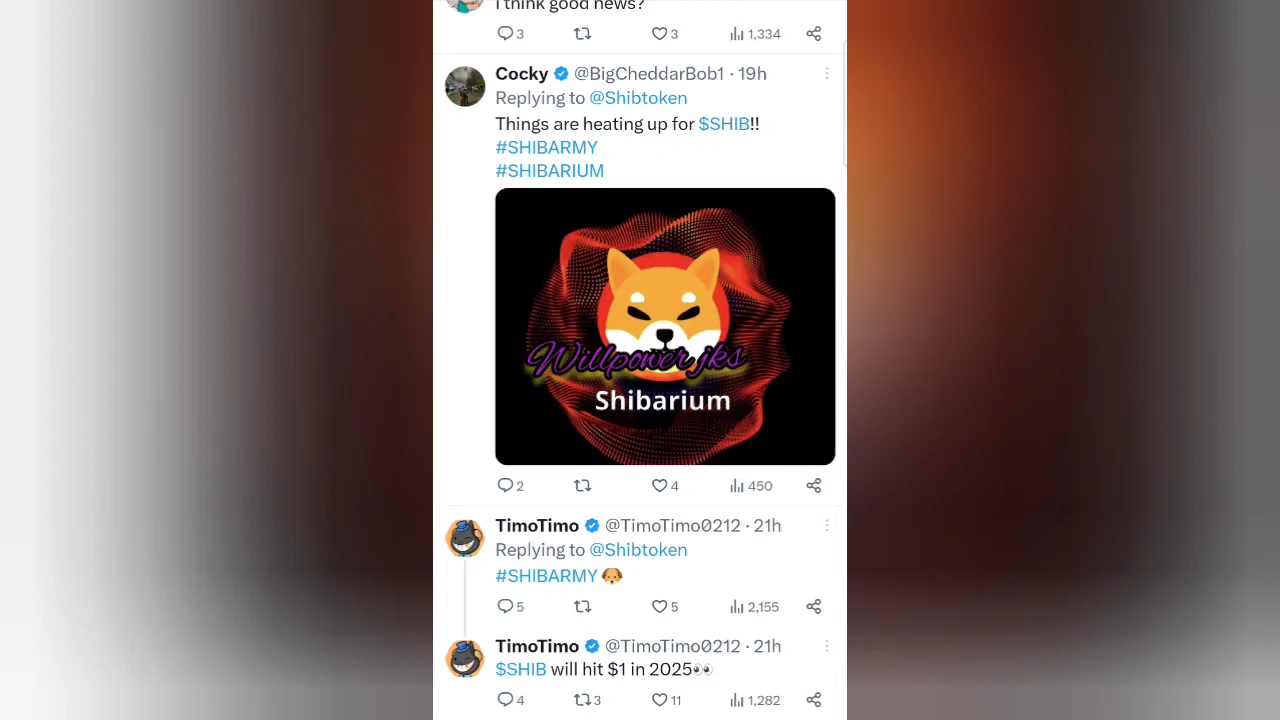 I think good news?
3 3 1,334
Cocky @BigCheddarBob1 · 19h
Replying to @Shibtoken
Things are heating up for $SHIB!!
#SHIBARMY
#SHIBARIUM
Willpower jks
Shibarium
2 4 450
TimoTimo @TimoTimo0212 · 21h
Replying to @Shibtoken
#SHIBARMY🐶
5 5 2,155
TimoTimo @TimoTimo0212 · 21h
$SHIB will hit $1 in 2025👀
4 3 11 1,282